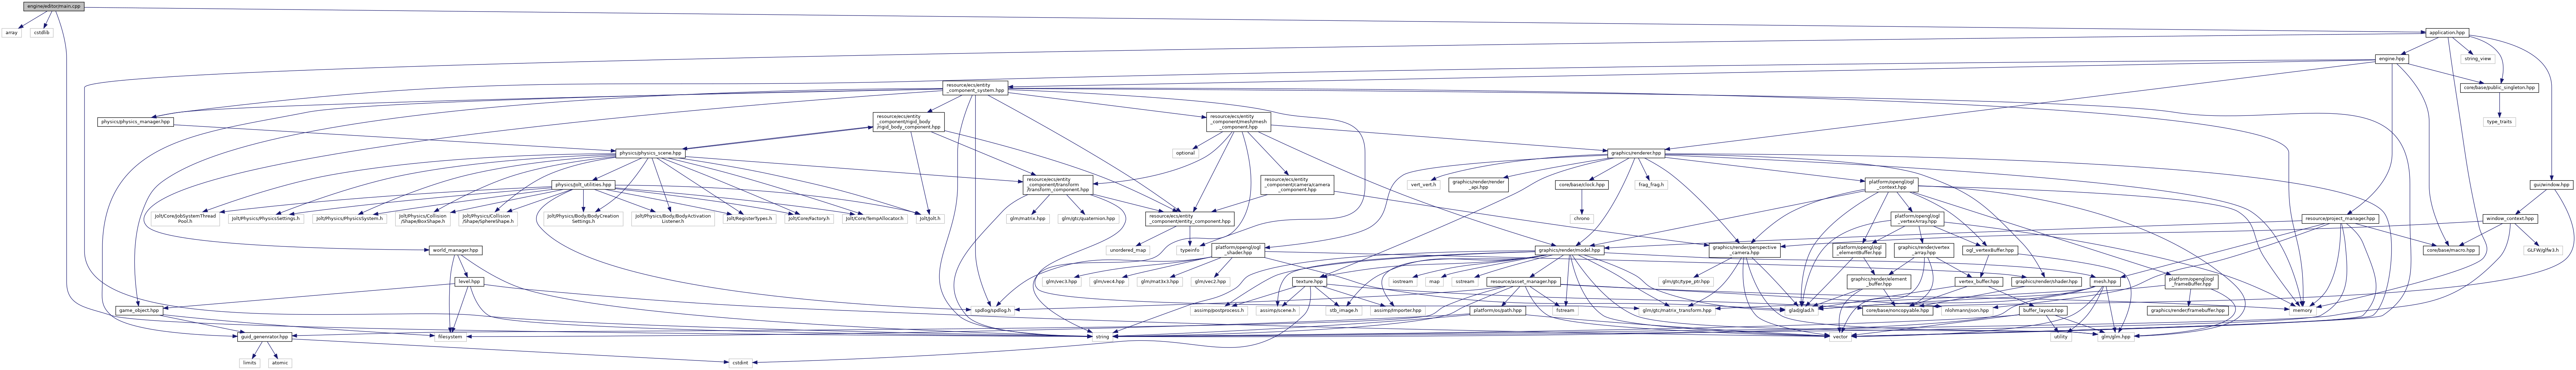 engine/editor/main.cpp
array
cstdlib
application.hpp
engine.hpp
string_view
core/base/public_singleton.hpp
type_traits
resource/ecs/entity
_component_system.hpp
physics/physics_manager.hpp
resource/ecs/entity
_component/rigid_body
/rigid_body_component.hpp
resource/ecs/entity
_component/mesh/mesh
_component.hpp
optional
physics/physics_scene.hpp
graphics/renderer.hpp
physics/Jolt_utilities.hpp
resource/ecs/entity
_component/transform
/transform_component.hpp
resource/ecs/entity
_component/camera/camera
_component.hpp
vert_vert.h
graphics/render/render
_api.hpp
core/base/clock.hpp
frag_frag.h
platform/opengl/ogl
_context.hpp
gui/window.hpp
Jolt/Core/JobSystemThread
Pool.h
Jolt/Physics/PhysicsSettings.h
Jolt/Physics/PhysicsSystem.h
Jolt/Physics/Collision
/Shape/BoxShape.h
Jolt/Physics/Collision
/Shape/SphereShape.h
Jolt/Physics/Body/BodyCreation
Settings.h
Jolt/Physics/Body/BodyActivation
Listener.h
Jolt/RegisterTypes.h
Jolt/Core/Factory.h
Jolt/Core/TempAllocator.h
Jolt/Jolt.h
glm/matrix.hpp
glm/gtc/quaternion.hpp
resource/ecs/entity
_component/entity_component.hpp
chrono
platform/opengl/ogl
_vertexArray.hpp
resource/project_manager.hpp
window_context.hpp
world_manager.hpp
unordered_map
typeinfo
platform/opengl/ogl
_shader.hpp
graphics/render/model.hpp
graphics/render/perspective
_camera.hpp
platform/opengl/ogl
_elementBuffer.hpp
graphics/render/vertex
_array.hpp
ogl_vertexBuffer.hpp
core/base/macro.hpp
GLFW/glfw3.h
level.hpp
glm/vec3.hpp
glm/vec4.hpp
glm/matrix3.hpp
glm/vec2.hpp
texture.hpp
iostream
map
sstream
resource/asset_manager.hpp
glm/gtc/type_ptr.hpp
graphics/render/element
_buffer.hpp
vertex_buffer.hpp
graphics/render/shader.hpp
mesh.hpp
platform/opengl/ogl
_frameBuffer.hpp
game_object.hpp
spdlog/spdlog.h
assimp/postprocess.h
assimp/scene.h
stb_image.h
assimp/Importer.hpp
platform/os/path.hpp
fstream
glm/gtc/matrix_transform.hpp
glad/glad.h
core/base/noncopyable.hpp
nlohmann/json.hpp
buffer_layout.hpp
graphics/render/framebuffer.hpp
memory
guid_generator.hpp
filesystem
string
vector
utility
glm/glm.hpp
limits
atomic
cstdint